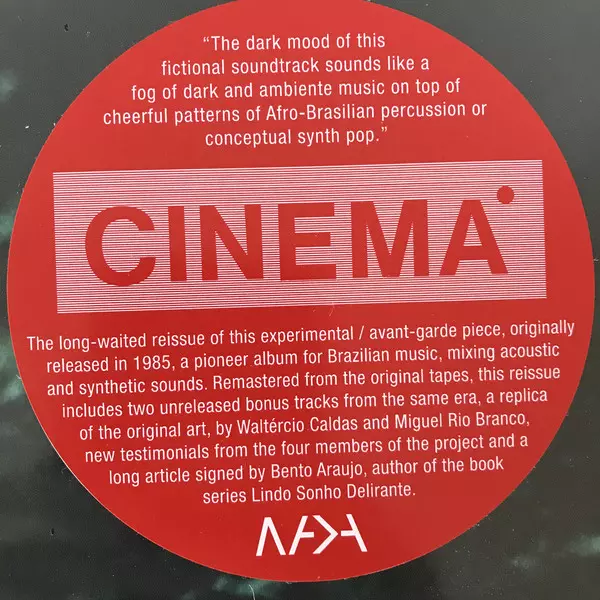 “The dark mood of this
fictional soundtrack sounds like a
fog of dark and ambiente music on top of
cheerful patterns of Afro-Brasilian percussion or
conceptual synth pop.”
CINEMA
The long-waited reissue of this experimental / avant-garde piece, originally
released in 1985, a pioneer album for Brazilian music, mixing acoustic
and synthetic sounds. Remastered from the original tapes, this reissue
includes two unreleased bonus tracks from the same era, a replica
of the original art, by Waltércio Caldas and Miguel Rio Branco,
new testimonials from the four members of the project and a
long article signed by Bento Araujo, author of the book
series Lindo Sonho Delirante.
NADA